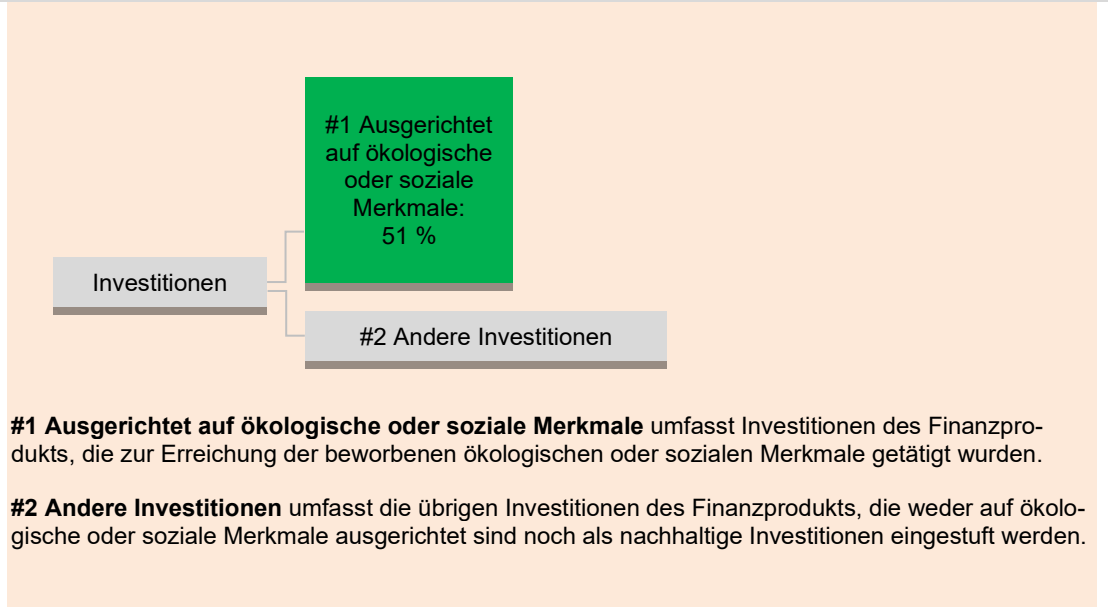 #1 Ausgerichtet
auf ökologische
oder soziale
Merkmale:
51 %
Investitionen
#2 Andere Investitionen
#1 Ausgerichtet auf ökologische oder soziale Merkmale umfasst Investitionen des Finanzpro-
dukts, die zur Erreichung der beworbenen ökologischen oder sozialen Merkmale getätigt wurden.
#2 Andere Investitionen umfasst die übrigen Investitionen des Finanzprodukts, die weder auf ökolo-
gische oder soziale Merkmale ausgerichtet sind noch als nachhaltige Investitionen eingestuft werden.